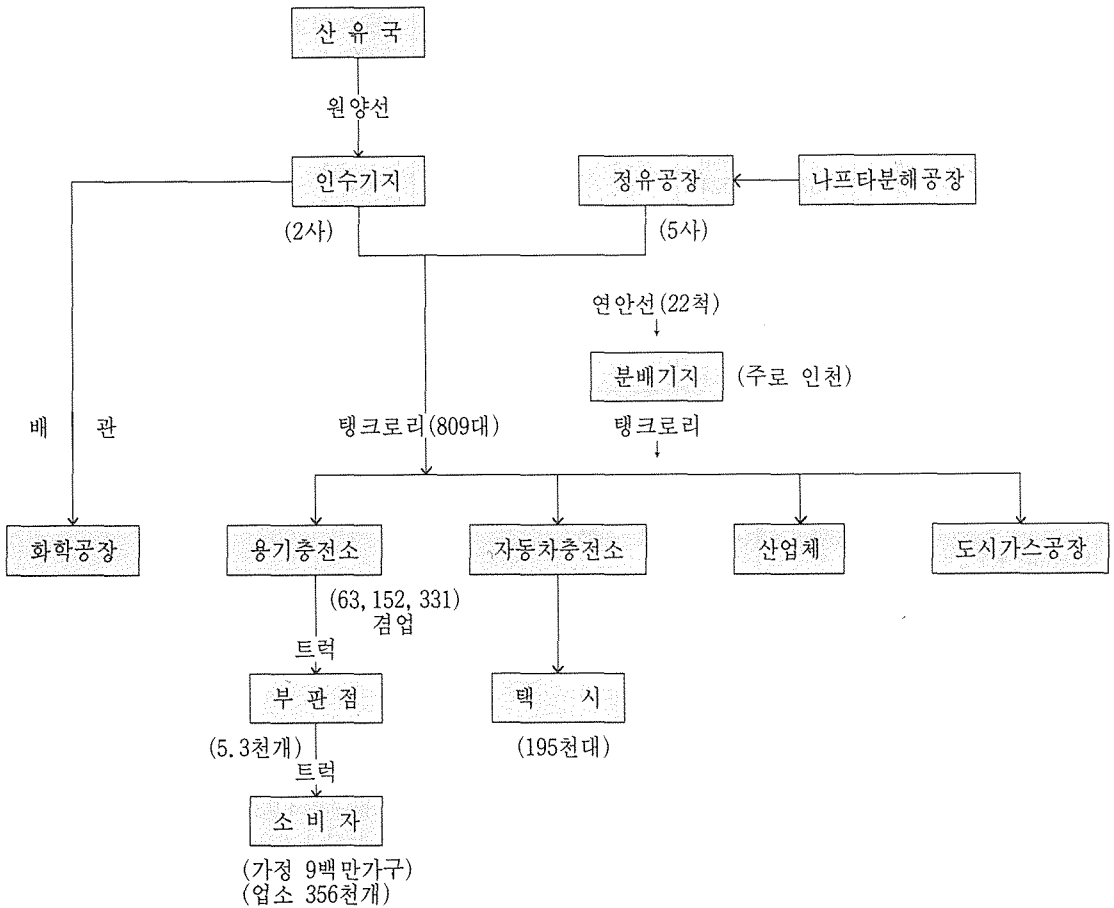 산 유 국
원양선
인수기지
정유공장
나프타분해공장
(2사)
(5사)
연안선(22척)
분배기지
(주로 인천)
배 관
탱크로리(809대)
탱크로리
화학공장
용기충전소
자동차충전소
산업체
도시가스공장
(63, 152, 331)
겸업
트럭
부 판 점
택 시
(5.3천개)
(195천대)
트럭
소 비 자
(가정 9백만가구)
(업소 356천개)